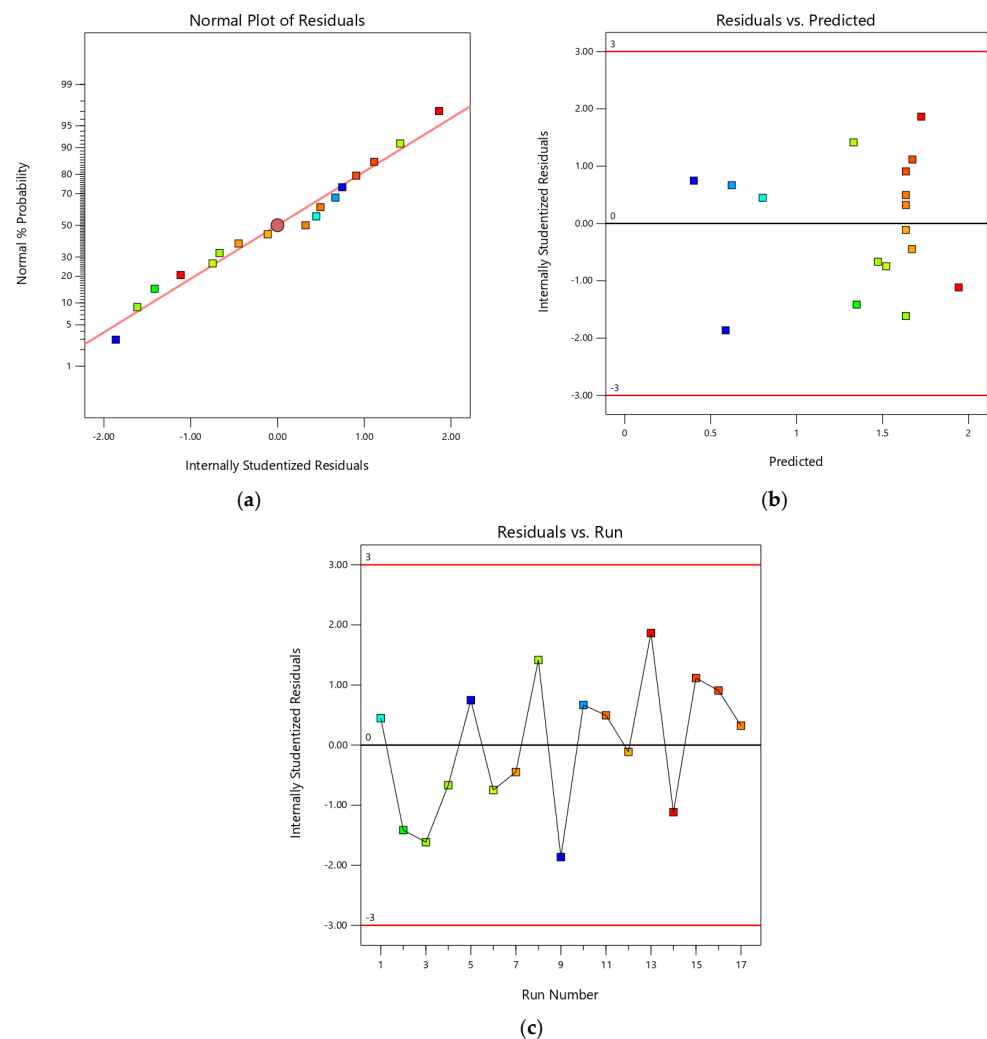 Normal Plot of Residuals
Normal % Probability
99
95
90
80
70
50
30
20
10
5
1
-2.00 -1.00 0.00 1.00 2.00
Internally Studentized Residuals
(a)
Residuals vs. Predicted
Internally Studentized Residuals
3.00
2.00
1.00
0.00
-1.00
-2.00
-3.00
3
0
-3
0 0.5 1 1.5 2
Predicted
(b)
Residuals vs. Run
Internally Studentized Residuals
3.00
2.00
1.00
0.00
-1.00
-2.00
-3.00
3
0
-3
1 3 5 7 9 11 13 15 17
Run Number
(c)